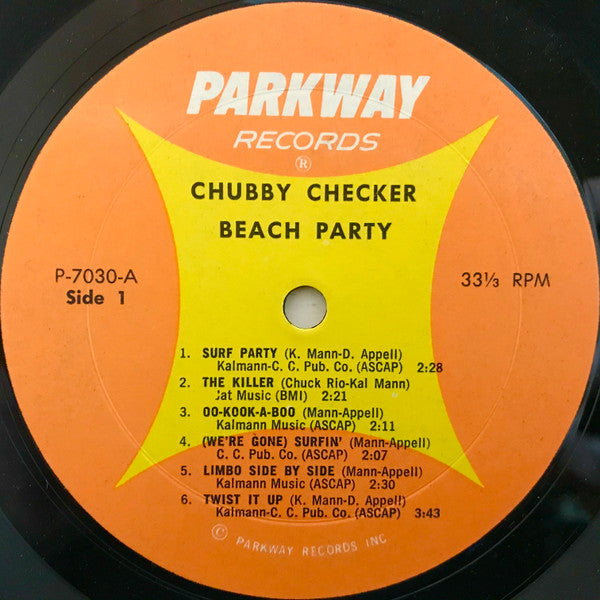 PARKWAY
RECORDS
®
CHUBBY CHECKER
BEACH PARTY
P-7030-A
Side 1
33⅓ RPM
1. SURF PARTY (K. Mann-D. Appell)
Kalmann-C. C. Pub. Co. (ASCAP) 2:28
2. THE KILLER (Chuck Rio-Kal Mann)
Jat Music (BMI) 2:21
3. OO-KOOK-A-BOO (Mann-Appell)
Kalmann Music (ASCAP) 2:11
4. (WE'RE GONE) SURFIN' (Mann-Appell)
C. C. Pub. Co. (ASCAP) 2:07
5. LIMBO SIDE BY SIDE (Mann-Appell)
Kalmann Music (ASCAP) 2:30
6. TWIST IT UP (K. Mann-D. Appell)
Kalmann-C. C. Pub. Co. (ASCAP) 3:43
© PARKWAY RECORDS INC